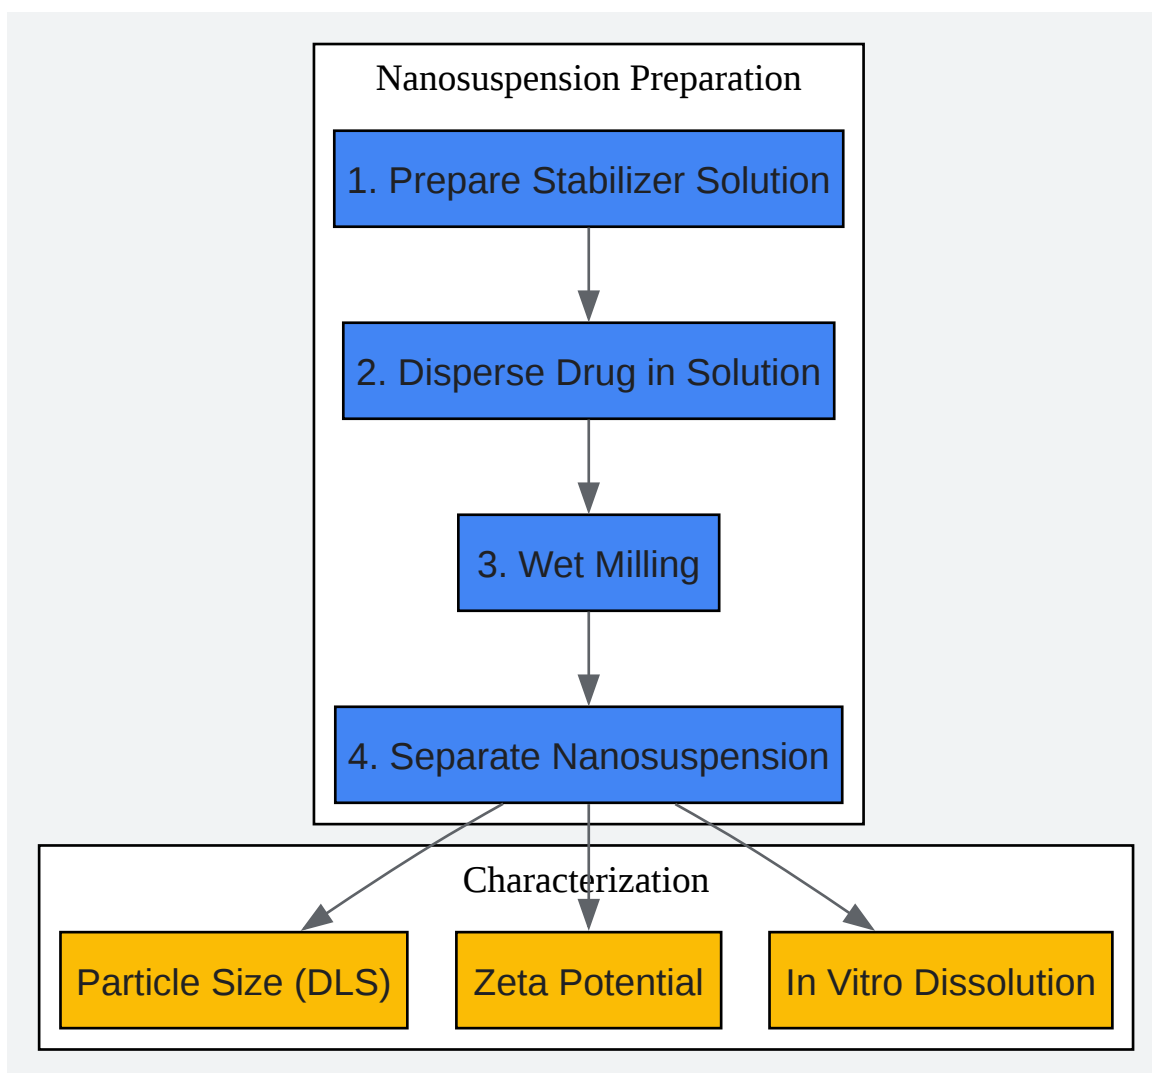 Nanosuspension Preparation
1. Prepare Stabilizer Solution
2. Disperse Drug in Solution
3. Wet Milling
4. Separate Nanosuspension
Characterization
Particle Size (DLS)
Zeta Potential
In Vitro Dissolution